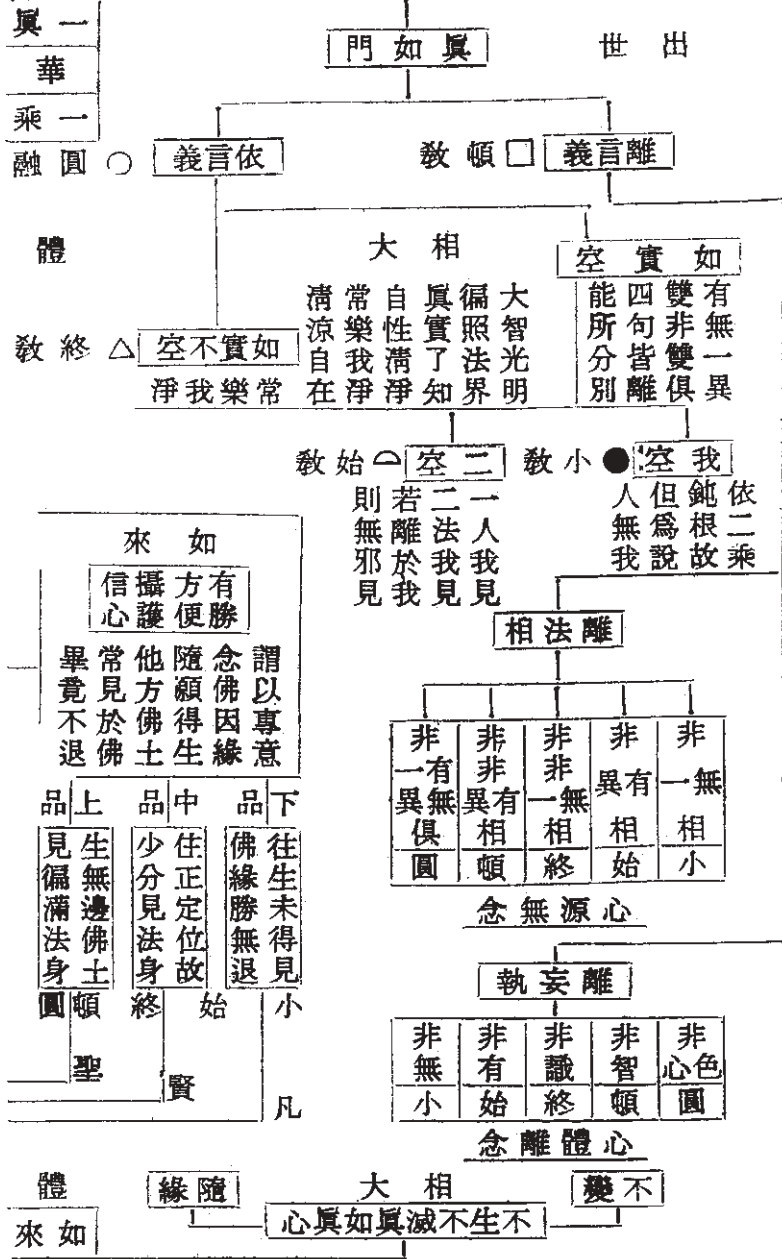 出世
眞如門
一眞
華
一乘
離言義
□頓敎
依言義
○圓融
如實空
有無一異
雙非雙俱
四句皆離
能所分別
相大
大智光明
徧照法界
眞實了知
自性淸淨
常樂我淨
淸涼自在
體
如實不空
△終敎
常樂我淨
我空
●小敎
依二乘
鈍根故
但爲說
人無我
二空
始敎
一人我見
二法我見
若離於我
則無邪見
離法相
非無一相
小
非有異相
始
非非無一相
終
非非有異相
頓
非有無一異俱
圓
心源無念
離妄執
非色心
圓
非智
頓
非識
終
非有
始
非無
小
心體離念
如來
有勝
方便
攝護
信心
謂以專意
念佛因緣
隨願得生
他方佛土
常見於佛
畢竟不退
下品
往生未得見
佛緣勝無退
中品
住正定位故
少分見法身
上品
生無邊佛土
見徧滿法身
小
始
終
頓
圓
凡
賢
聖
不變
相大
隨緣
體
不生不滅眞如眞心
如來